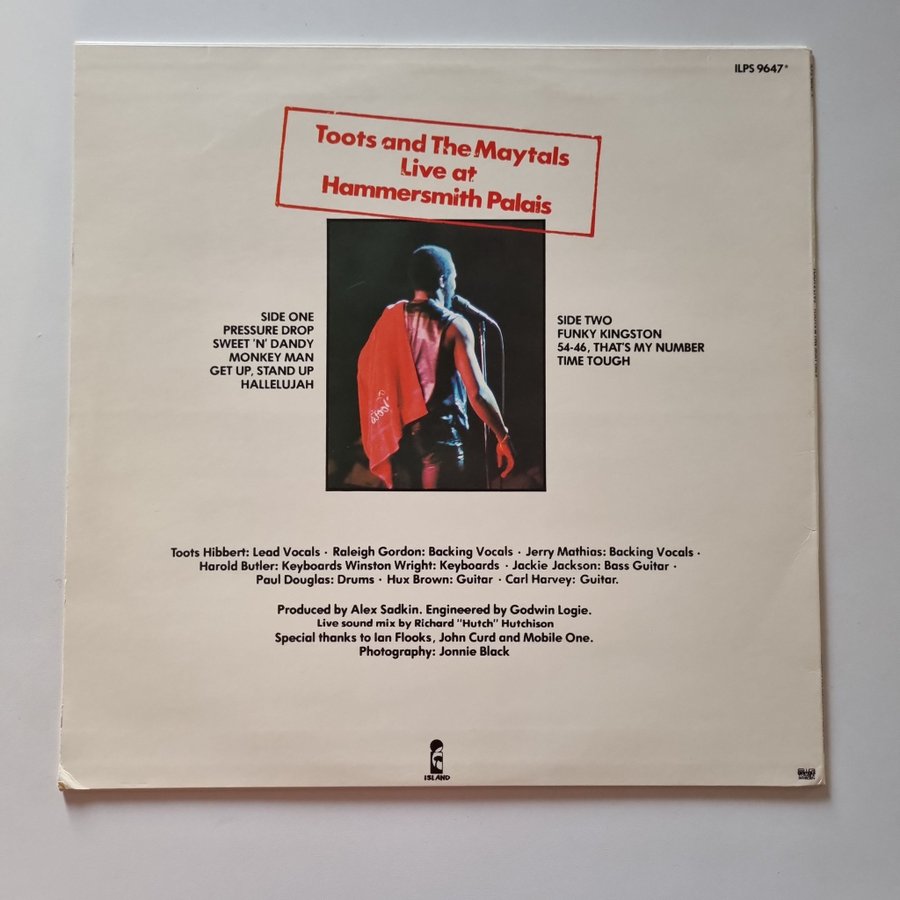 ILPS 9647*
Toots and The Maytals
Live at
Hammersmith Palais
SIDE ONE
PRESSURE DROP
SWEET 'N' DANDY
MONKEY MAN
GET UP, STAND UP
HALLELUJAH
SIDE TWO
FUNKY KINGSTON
54-46, THAT'S MY NUMBER
TIME TOUGH
Toots Hibbert: Lead Vocals · Raleigh Gordon: Backing Vocals · Jerry Mathias: Backing Vocals ·
Harold Butler: Keyboards Winston Wright: Keyboards · Jackie Jackson: Bass Guitar ·
Paul Douglas: Drums · Hux Brown: Guitar · Carl Harvey: Guitar.
Produced by Alex Sadkin. Engineered by Godwin Logie.
Live sound mix by Richard "Hutch" Hutchison
Special thanks to Ian Flooks, John Curd and Mobile One.
Photography: Jonnie Black
ISLAND